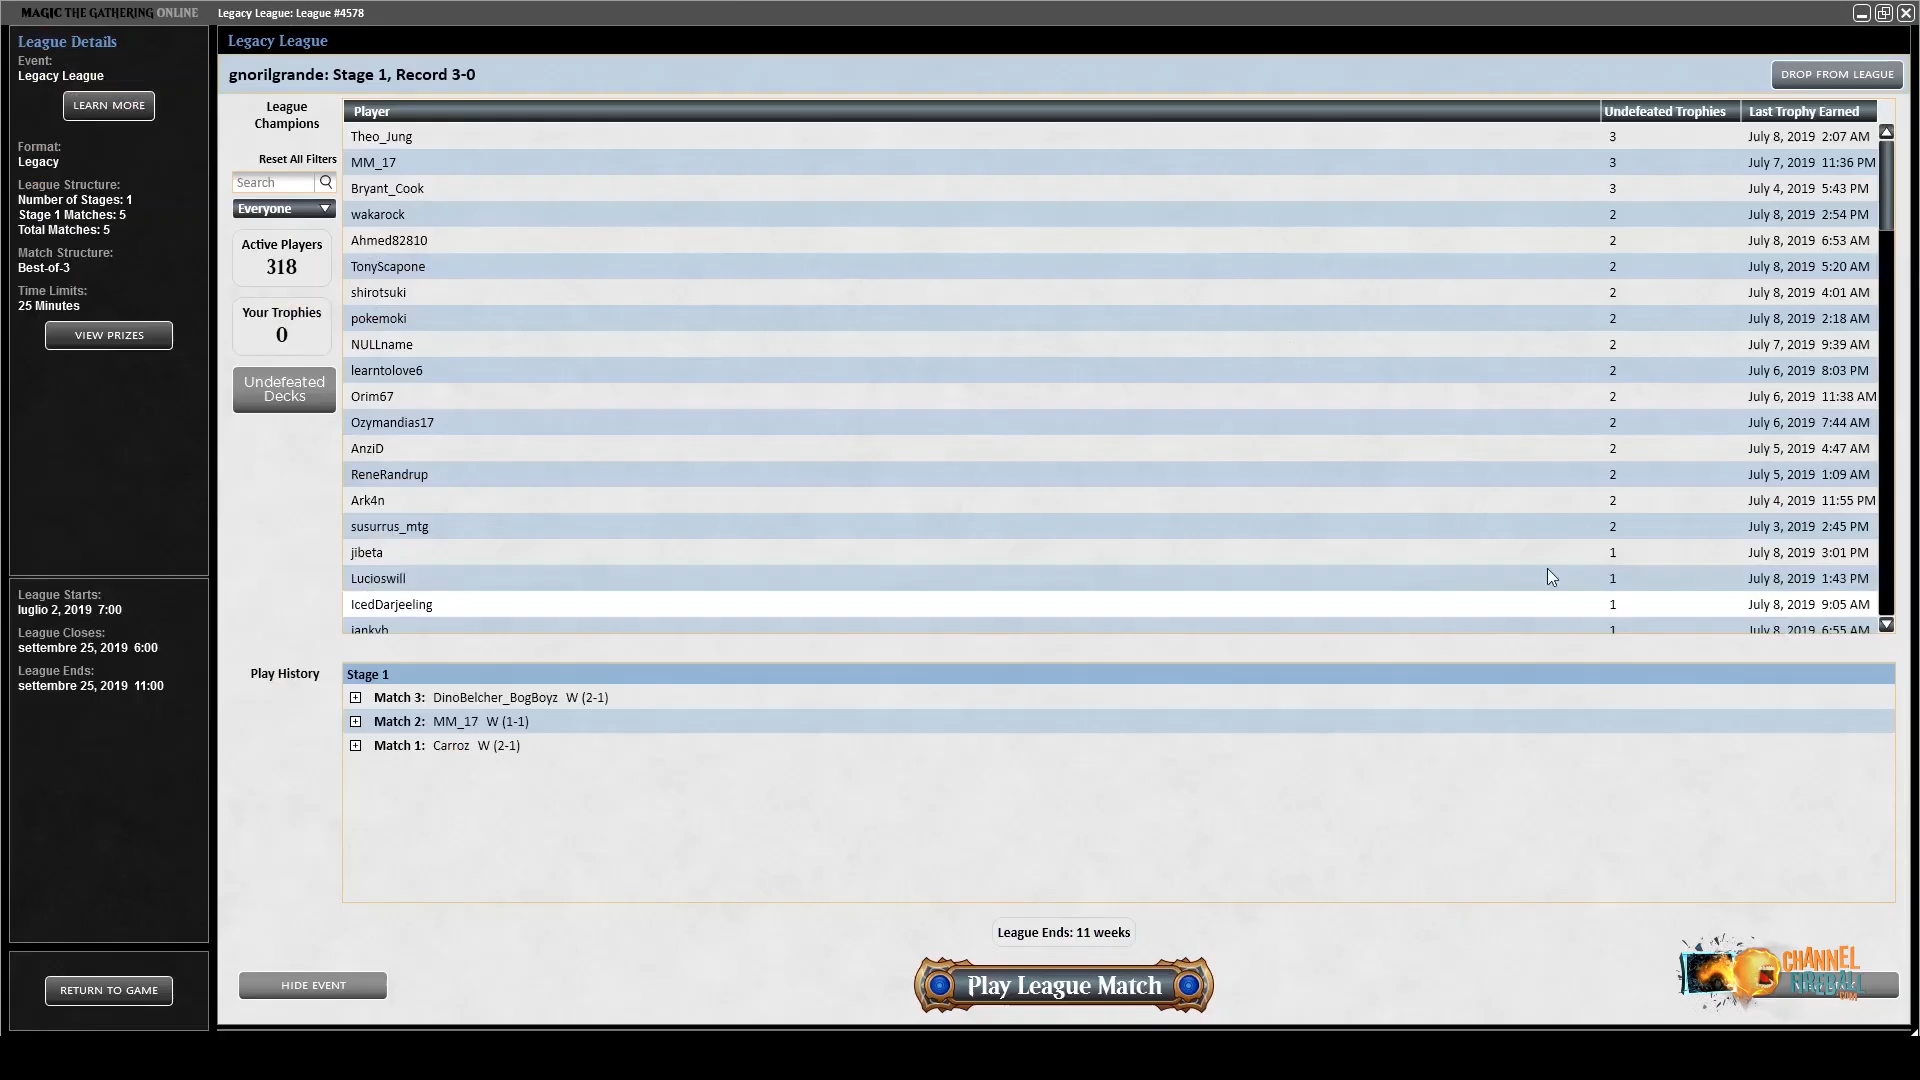 MAGIC THE GATHERING ONLINE
Legacy League: League #4578
League Details
Event:
Legacy League
LEARN MORE
Format:
Legacy
League Structure:
Number of Stages: 1
Stage 1 Matches: 5
Total Matches: 5
Match Structure:
Best-of-3
Time Limits:
25 Minutes
VIEW PRIZES
League Starts:
luglio 2, 2019 7:00
League Closes:
settembre 25, 2019 6:00
League Ends:
settembre 25, 2019 11:00
RETURN TO GAME
Legacy League
gnorilgrande: Stage 1, Record 3-0
DROP FROM LEAGUE
League
Champions
Reset All Filters
Search
Everyone
Active Players
318
Your Trophies
0
Undefeated
Decks
Player Undefeated Trophies Last Trophy Earned
Theo_Jung 3 July 8, 2019 2:07 AM
MM_17 3 July 7, 2019 11:36 PM
Bryant_Cook 3 July 4, 2019 5:43 PM
wakarock 2 July 8, 2019 2:54 PM
Ahmed82810 2 July 8, 2019 6:53 AM
TonyScapone 2 July 8, 2019 5:20 AM
shirotsuki 2 July 8, 2019 4:01 AM
pokemoki 2 July 8, 2019 2:18 AM
NULLname 2 July 7, 2019 9:39 AM
learntolove6 2 July 6, 2019 8:03 PM
Orim67 2 July 6, 2019 11:38 AM
Ozymandias17 2 July 6, 2019 7:44 AM
AnziD 2 July 5, 2019 4:47 AM
ReneRandrup 2 July 5, 2019 1:09 AM
Ark4n 2 July 4, 2019 11:55 PM
susurrus_mtg 2 July 3, 2019 2:45 PM
jibeta 1 July 8, 2019 3:01 PM
Lucioswill 1 July 8, 2019 1:43 PM
IcedDarjeeling 1 July 8, 2019 9:05 AM
1 July 8, 2019 6:55 AM
Play History
Stage 1
Match 3: DinoBelcher_BogBoyz W (2-1)
Match 2: MM_17 W (1-1)
Match 1: Carroz W (2-1)
League Ends: 11 weeks
HIDE EVENT
Play League Match
CHANNEL
FIREBALL
.COM